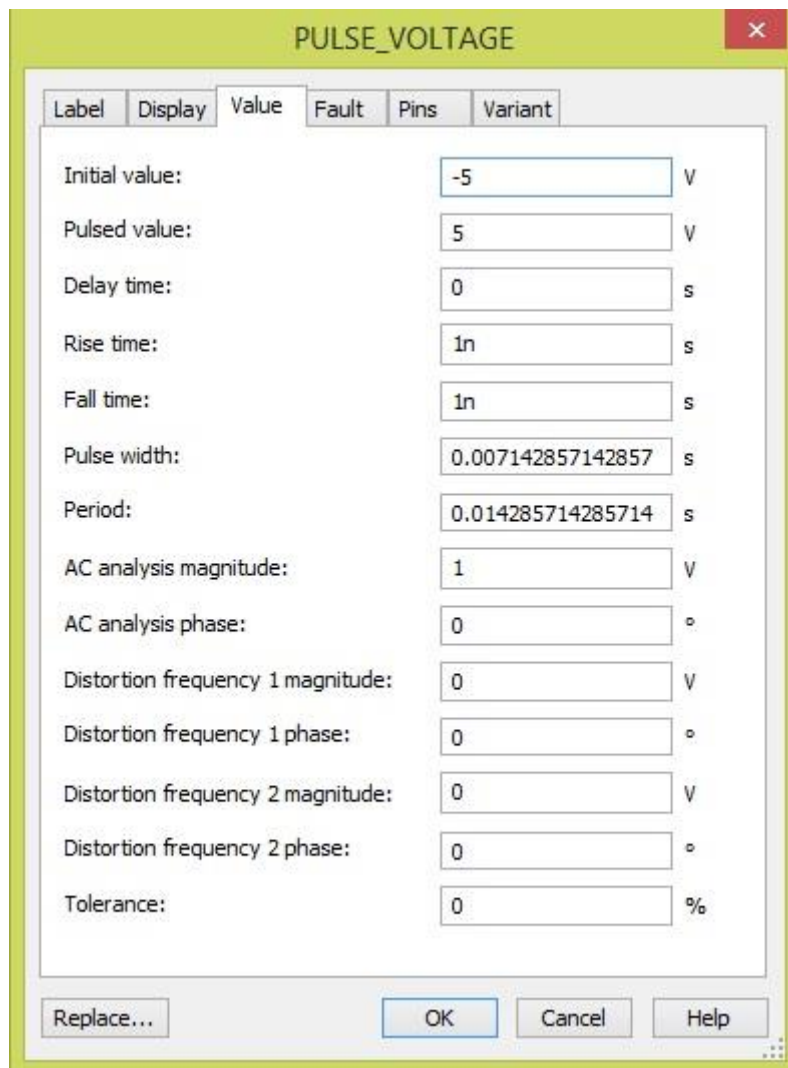 PULSE_VOLTAGE
Label Display Value Fault Pins Variant
Initial value: -5 V
Pulsed value: 5 V
Delay time: 0 s
Rise time: 1n s
Fall time: 1n s
Pulse width: 0.007142857142857 s
Period: 0.014285714285714 s
AC analysis magnitude: 1 V
AC analysis phase: 0 °
Distortion frequency 1 magnitude: 0 V
Distortion frequency 1 phase: 0 °
Distortion frequency 2 magnitude: 0 V
Distortion frequency 2 phase: 0 °
Tolerance: 0 %
Replace... OK Cancel Help